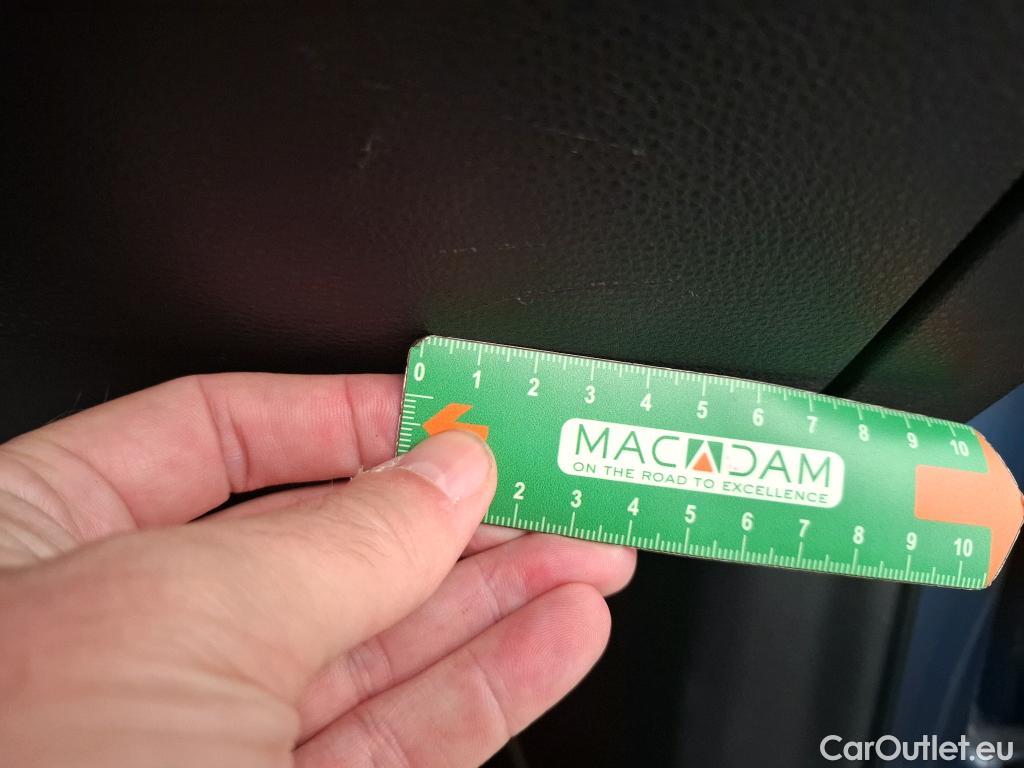 0 1 2 3 4 5 6 7 8 9 10
MACADAM
ON THE ROAD TO EXCELLENCE
2 3 4 5 6 7 8 9 10
CarOutlet.eu